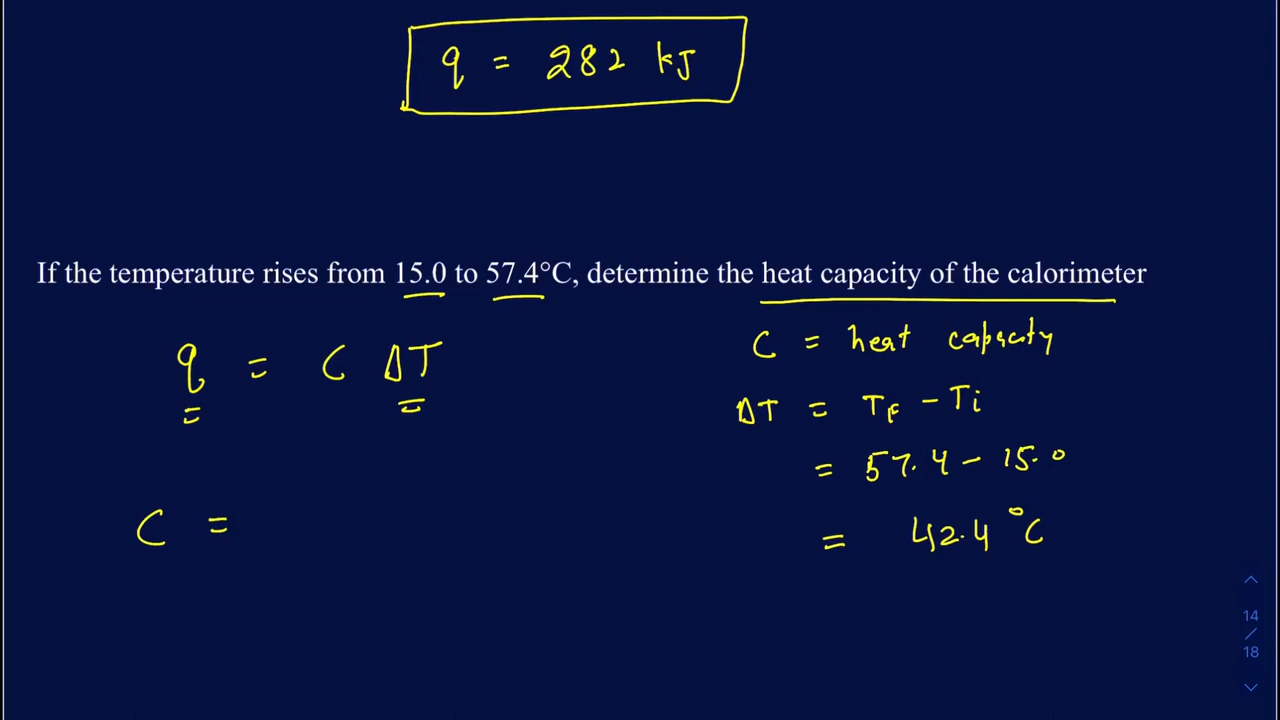 q = 282 kJ
If the temperature rises from 15.0 to 57.4°C, determine the heat capacity of the calorimeter
q = C ΔT
C = heat capacity
ΔT = TF - Ti
= 57.4 - 15.0
C =
= 42.4 °C
14
/
18